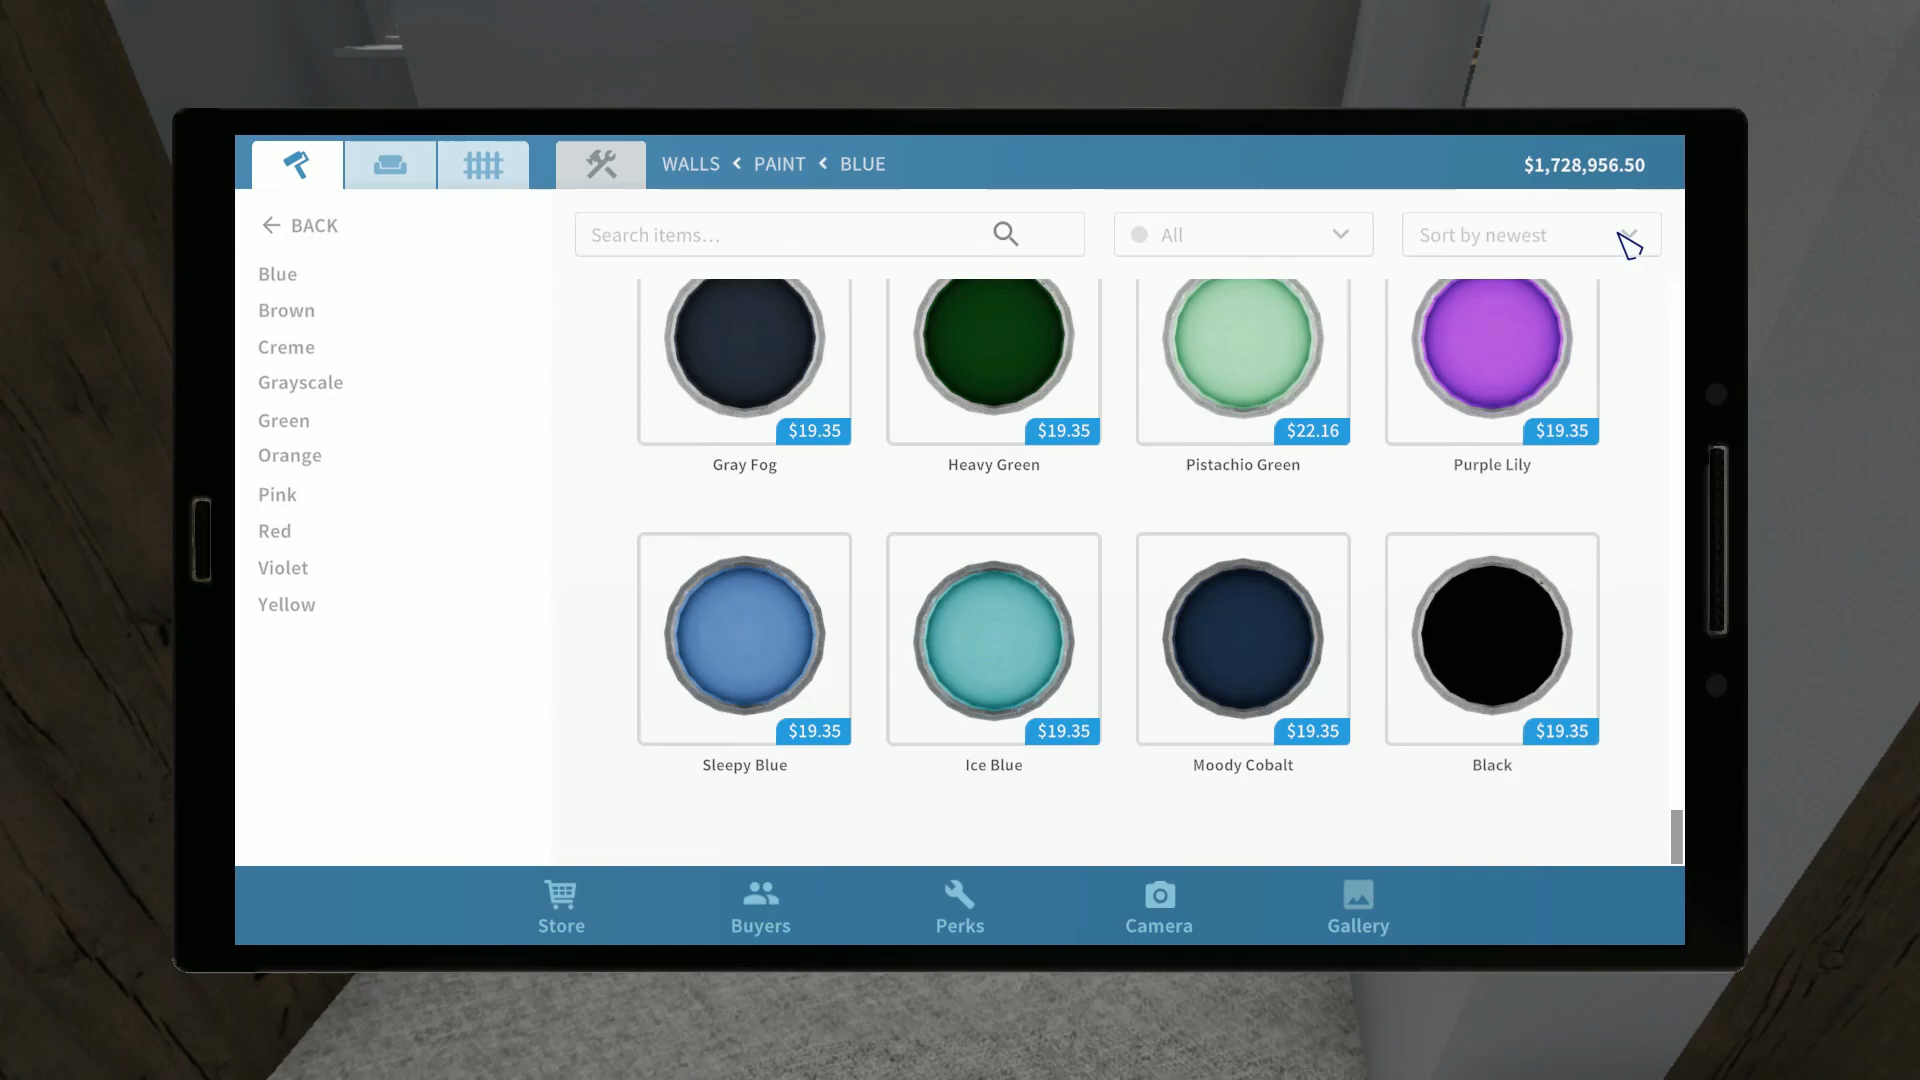 WALLS < PAINT < BLUE
$1,728,956.50
BACK
Search items...
All
Sort by newest
Blue
Brown
Creme
Grayscale
Green
Orange
Pink
Red
Violet
Yellow
$19.35
$19.35
$22.16
$19.35
Gray Fog
Heavy Green
Pistachio Green
Purple Lily
$19.35
$19.35
$19.35
$19.35
Sleepy Blue
Ice Blue
Moody Cobalt
Black
Store
Buyers
Perks
Camera
Gallery